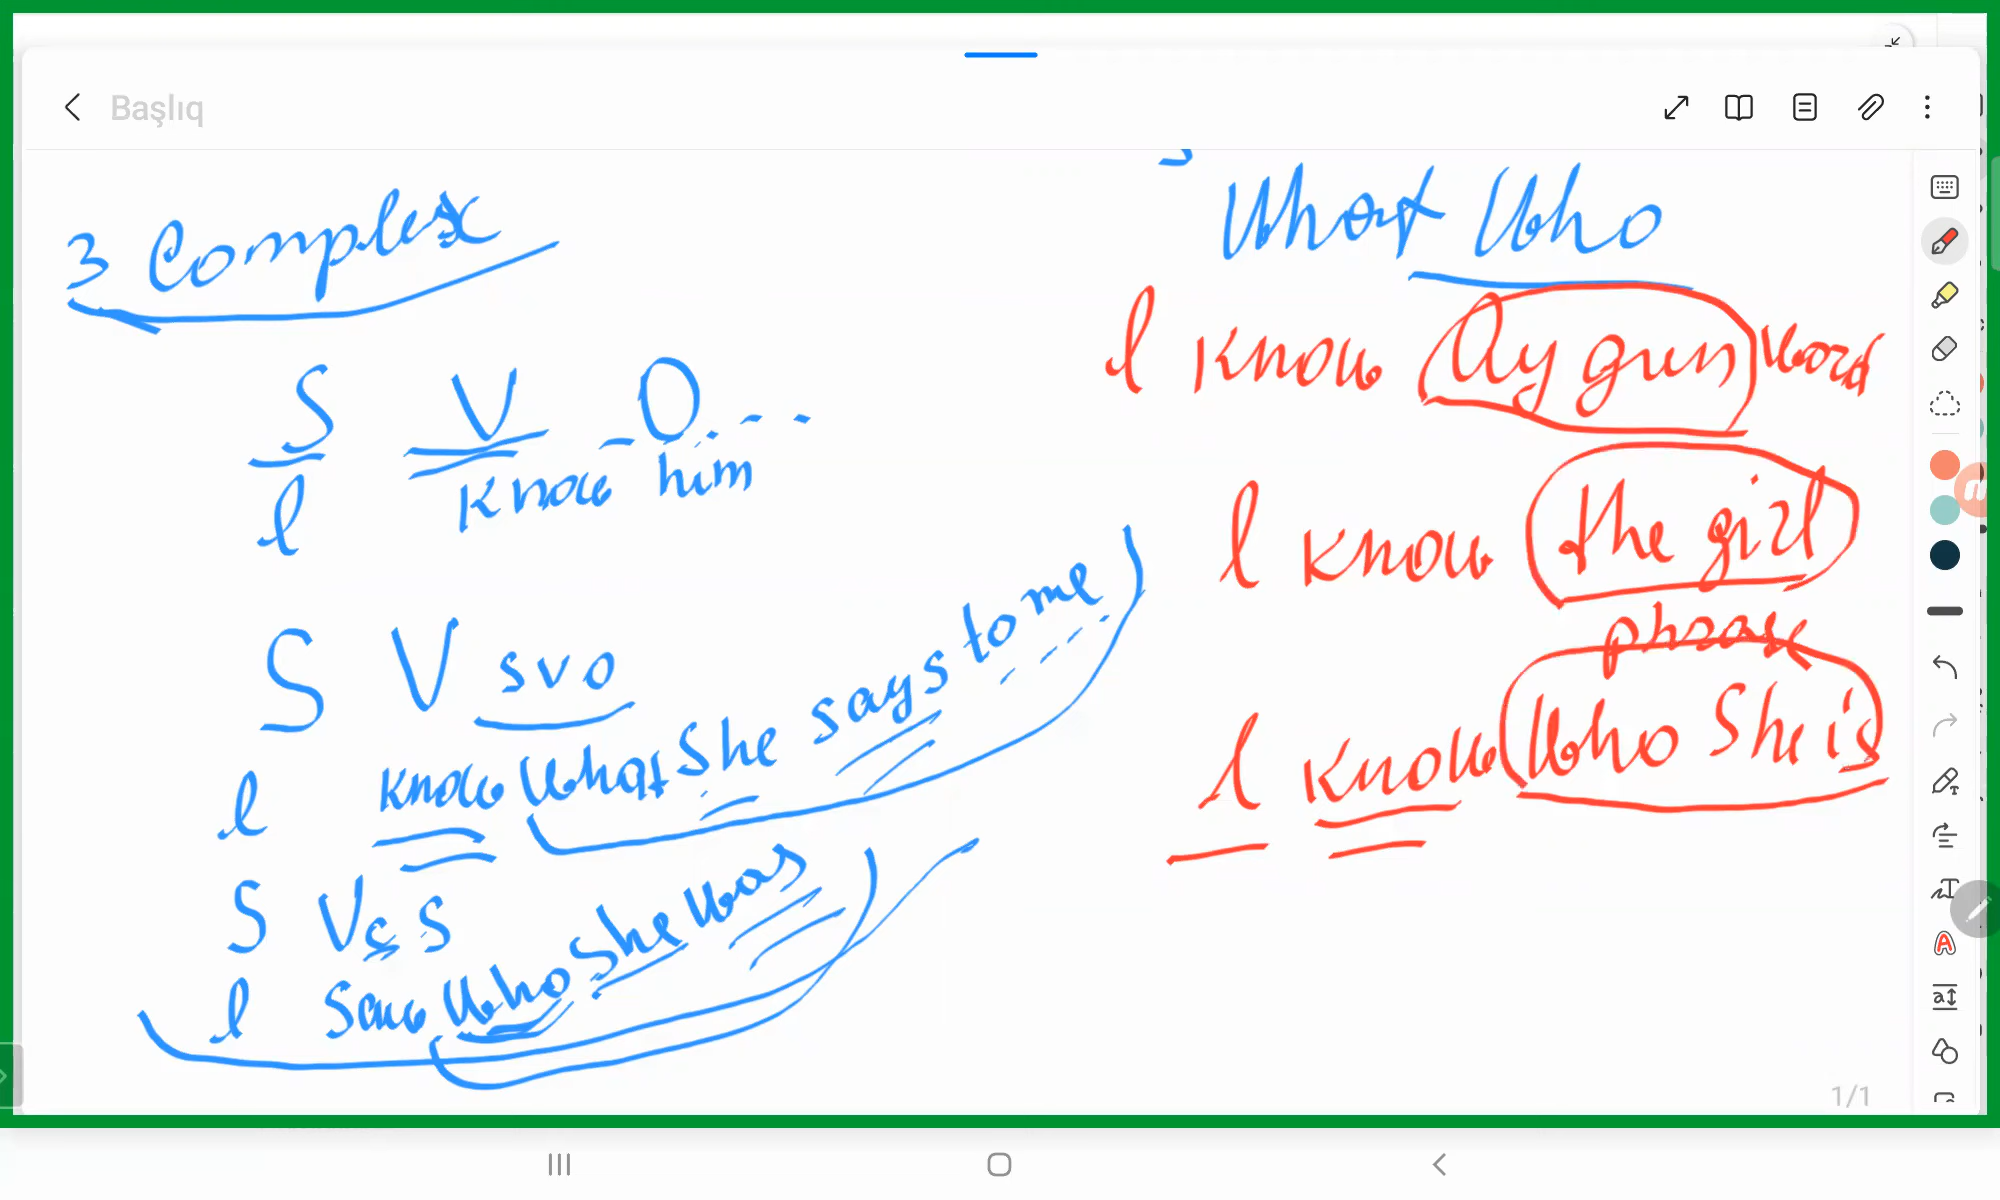 Başlıq
3 Complex
S V O
I know him
S V SVO
I know what she says to me
S V S S
I saw who she was
What Who
I know Aygun word
I know the girl
phrase
I know who she is
1/1